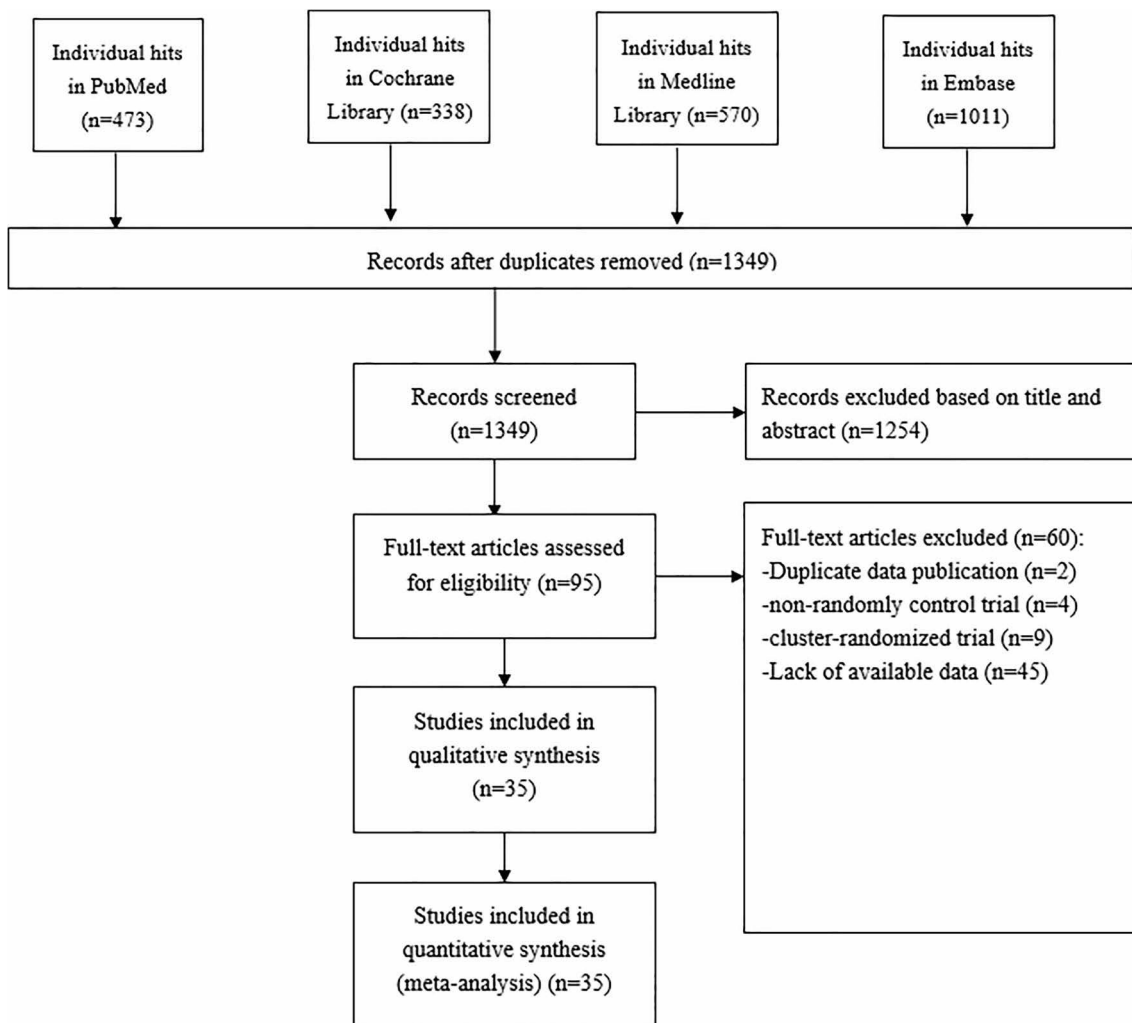 Individual hits
in PubMed
(n=473)
Individual hits
in Cochrane
Library (n=338)
Individual hits
in Medline
Library (n=570)
Individual hits
in Embase
(n=1011)
Records after duplicates removed (n=1349)
Records screened
(n=1349)
Records excluded based on title and
abstract (n=1254)
Full-text articles assessed
for eligibility (n=95)
Full-text articles excluded (n=60):
-Duplicate data publication (n=2)
-non-randomly control trial (n=4)
-cluster-randomized trial (n=9)
-Lack of available data (n=45)
Studies included in
qualitative synthesis
(n=35)
Studies included in
quantitative synthesis
(meta-analysis) (n=35)